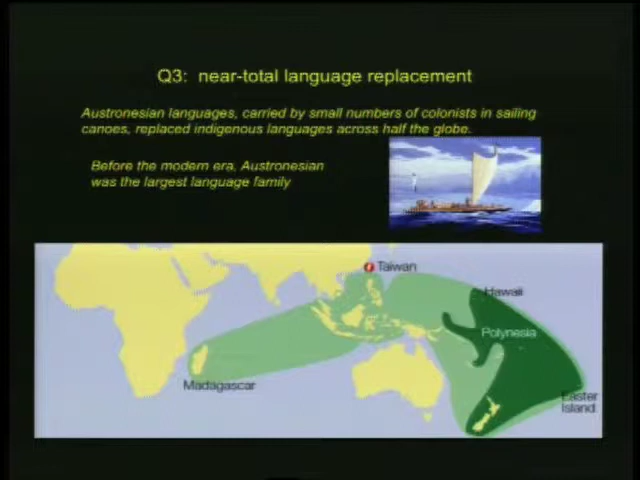 Q3: near-total language replacement
Austronesian languages, carried by small numbers of colonists in sailing
canoes, replaced indigenous languages across half the globe.
Before the modern era, Austronesian
was the largest language family
Taiwan
Hawaii
Polynesia
Madagascar
Easter
Island